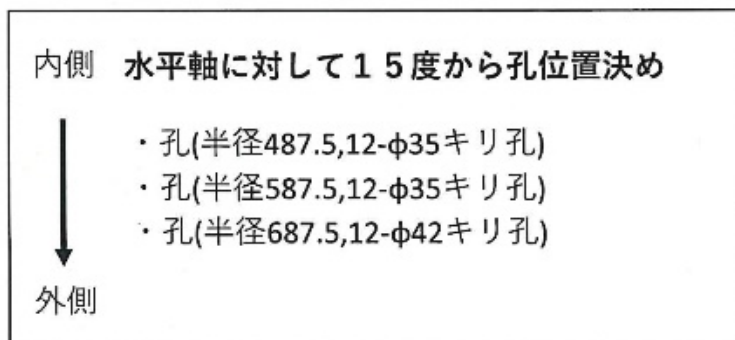 内側 水平軸に対して１５度から孔位置決め
・孔(半径487.5,12-φ35キリ孔)
・孔(半径587.5,12-φ35キリ孔)
・孔(半径687.5,12-φ42キリ孔)
外側